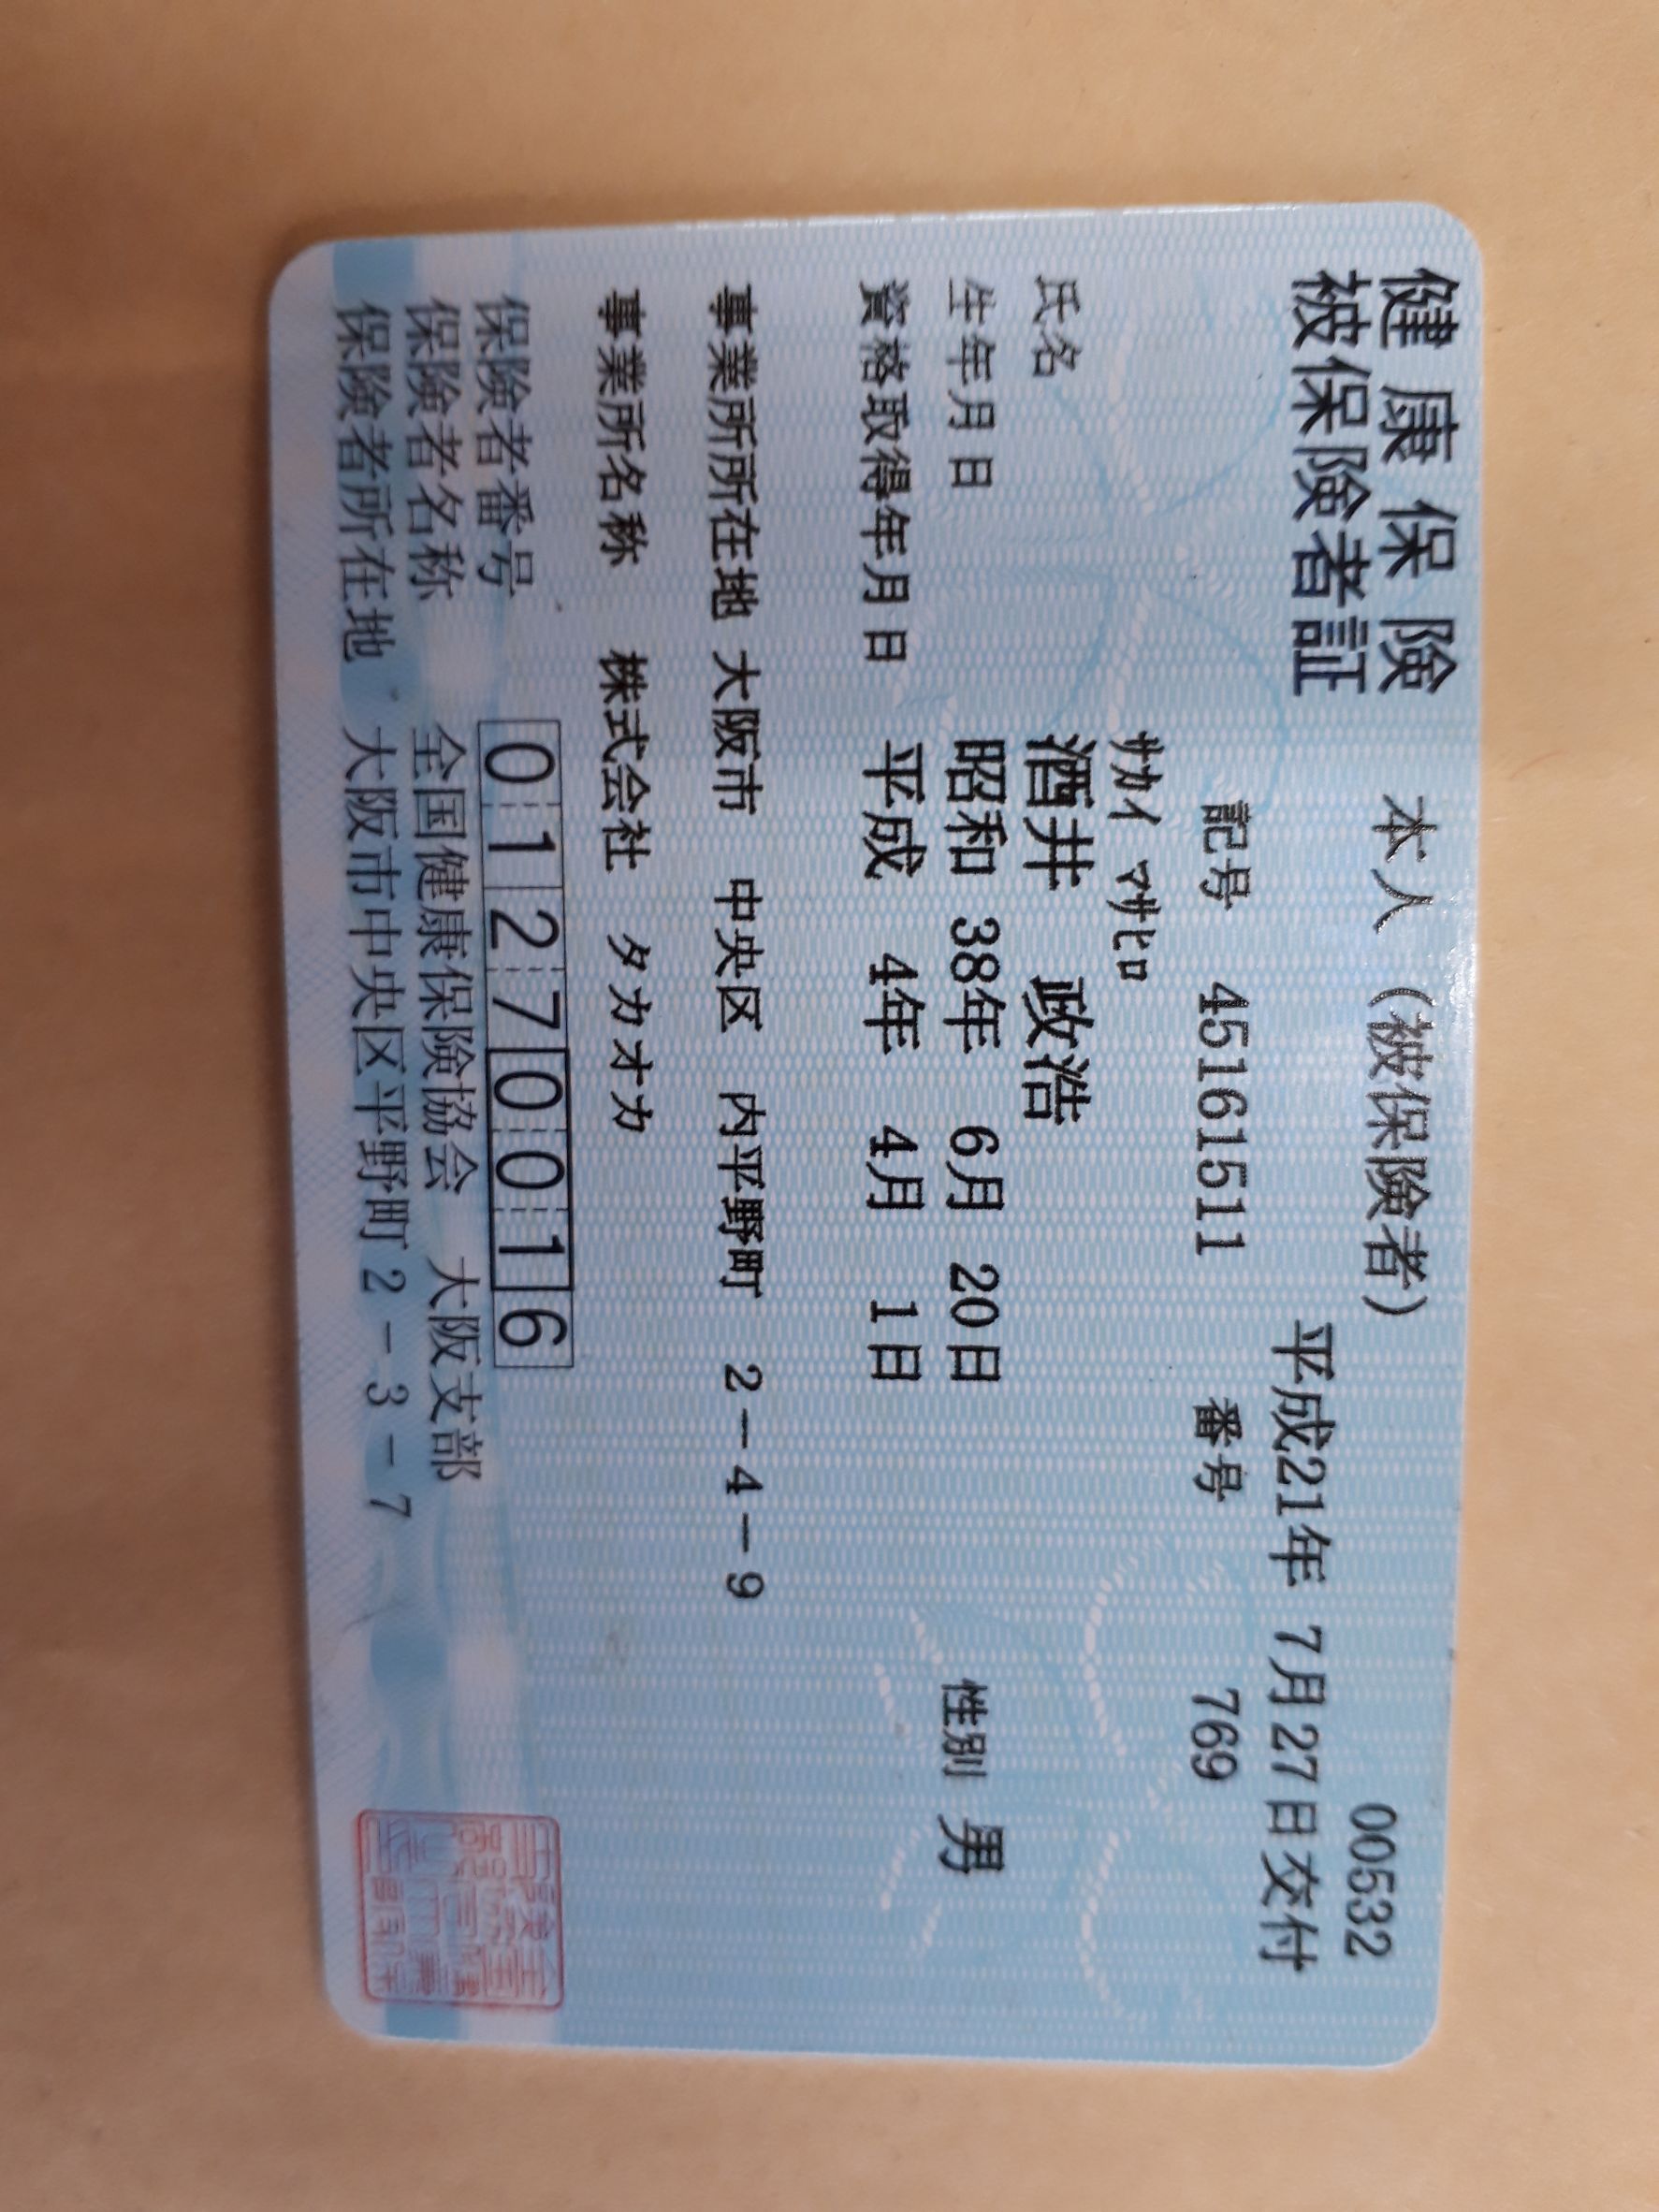 健康保険
被保険者証
本人（被保険者）
00532
平成21年 7月27日交付
記号 45161511 番号 769
ｻｶｲ ﾏｻﾋﾛ
氏名 酒井 政浩
生年月日 昭和 38年 6月 20日 性別 男
資格取得年月日 平成 4年 4月 1日
事業所所在地 大阪市 中央区 内平野町 2－4－9
事業所名称 株式会社 タカオカ
保険者番号 01270016
保険者名称 全国健康保険協会 大阪支部
保険者所在地 大阪市中央区平野町2－3－7